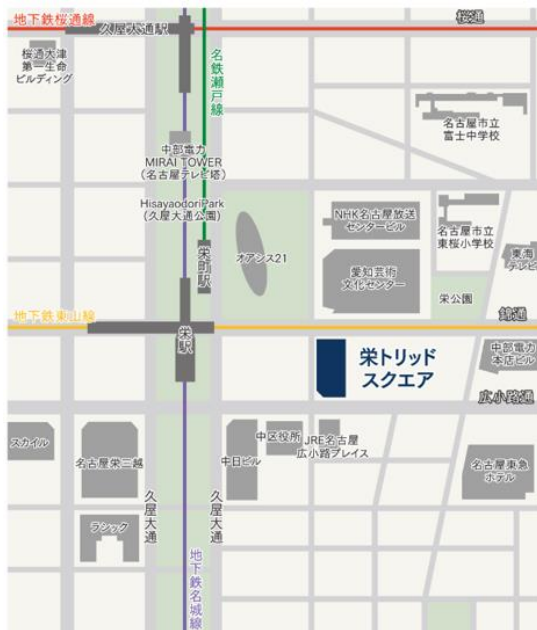 地下鉄桜通線
久屋大通駅
桜通
桜通大津
第一生命
ビルディング
名鉄瀬戸線
名古屋市立
富士中学校
中部電力
MIRAI TOWER
(名古屋テレビ塔)
HisayaodoriPark
(久屋大通公園)
NHK名古屋放送
センタービル
名古屋市立
東桜小学校
栄町駅
オアシス21
愛知芸術
文化センター
東海
テレビ
栄公園
地下鉄東山線
栄駅
錦通
栄トリッド
スクエア
中部電力
本店ビル
広小路通
スカイル
名古屋栄三越
中日ビル
中区役所
JRE名古屋
広小路プレイス
名古屋東急
ホテル
久屋大通
久屋大通
ラシック
地下鉄名城線